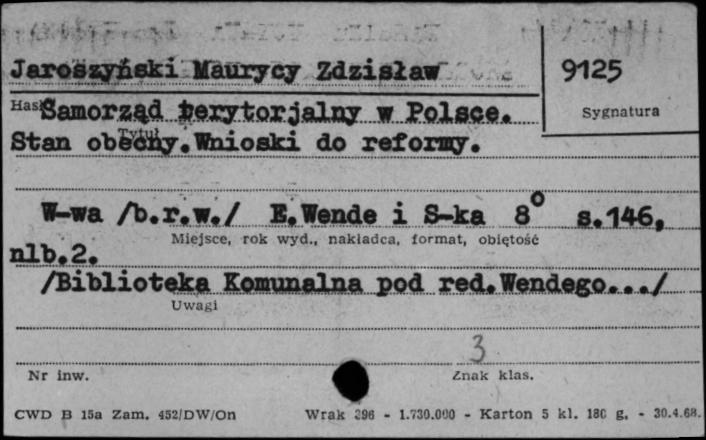 Jaroszyński Maurycy Zdzisław
9125
Hasło
Samorząd terytorjalny w Polsce.
Sygnatura
Tytuł
Stan obecny. Wnioski do reformy.
W-wa /b.r.w./ E.Wende i S-ka 8° s.146,
Miejsce, rok wyd., nakładca, format, objętość
nlb.2.
/Biblioteka Komunalna pod red.Wendego.../
Uwagi
3
Nr inw.
Znak klas.
CWD B 15a Zam. 452/DW/On Wrak 296 - 1.730.000 - Karton 5 kl. 180 g. - 30.4.68.